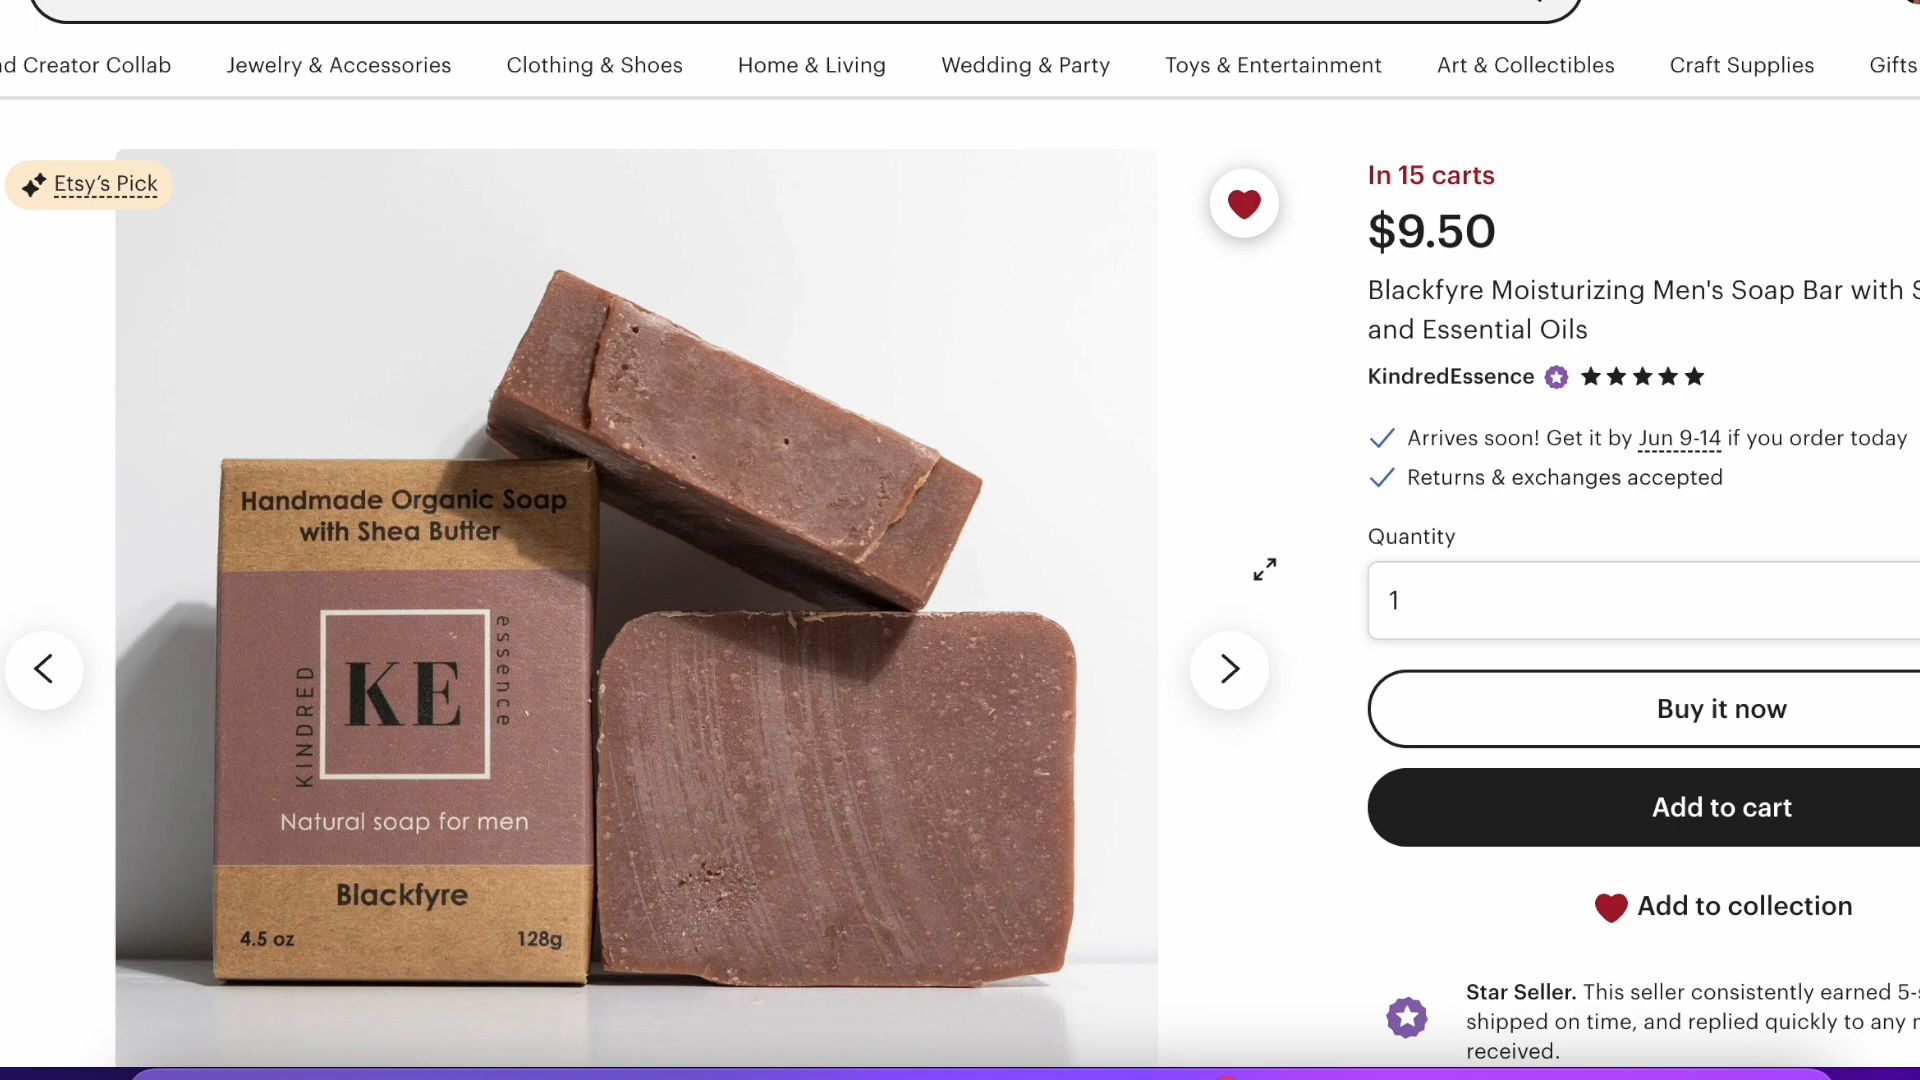 d Creator Collab
Jewelry & Accessories
Clothing & Shoes
Home & Living
Wedding & Party
Toys & Entertainment
Art & Collectibles
Craft Supplies
Gifts
Etsy’s Pick
Handmade Organic Soap
with Shea Butter
KINDRED
KE
essence
Natural soap for men
Blackfyre
4.5 oz
128g
In 15 carts
$9.50
Blackfyre Moisturizing Men's Soap Bar with S
and Essential Oils
KindredEssence
Arrives soon! Get it by Jun 9-14 if you order today
Returns & exchanges accepted
Quantity
1
Buy it now
Add to cart
Add to collection
Star Seller. This seller consistently earned 5-
shipped on time, and replied quickly to any
received.